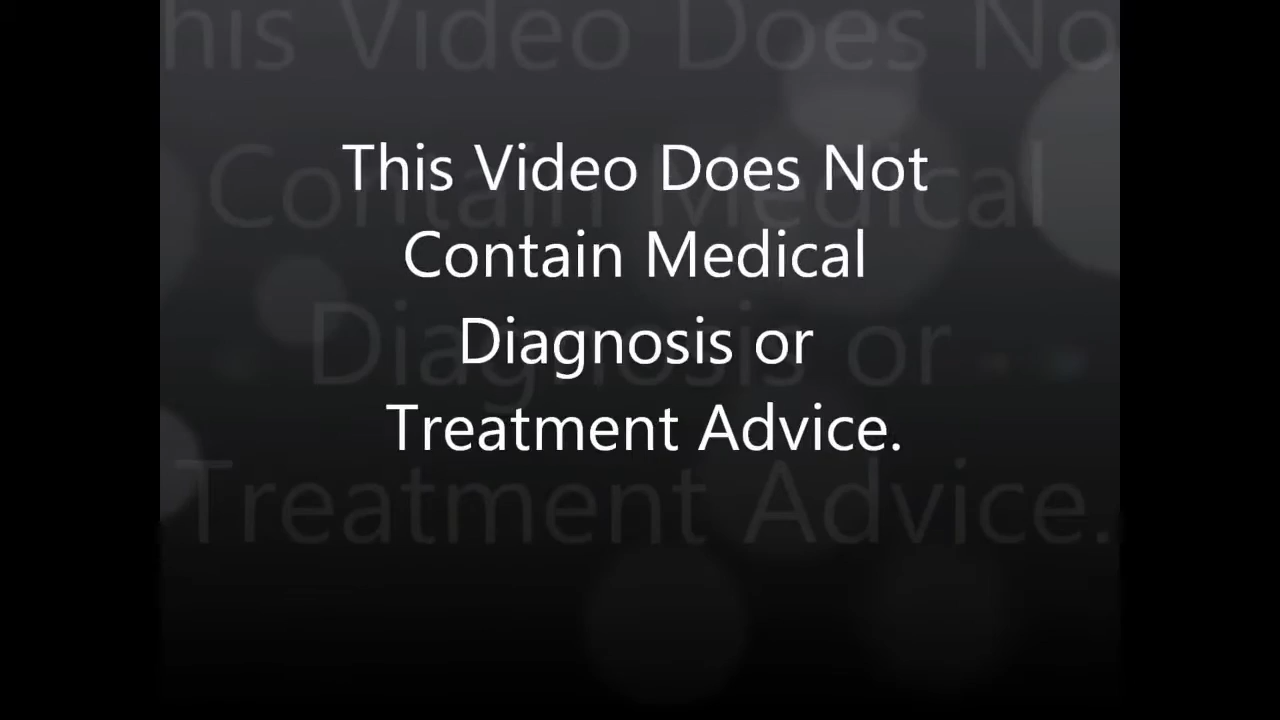 This Video Does Not
Contain Medical
Diagnosis or
Treatment Advice.